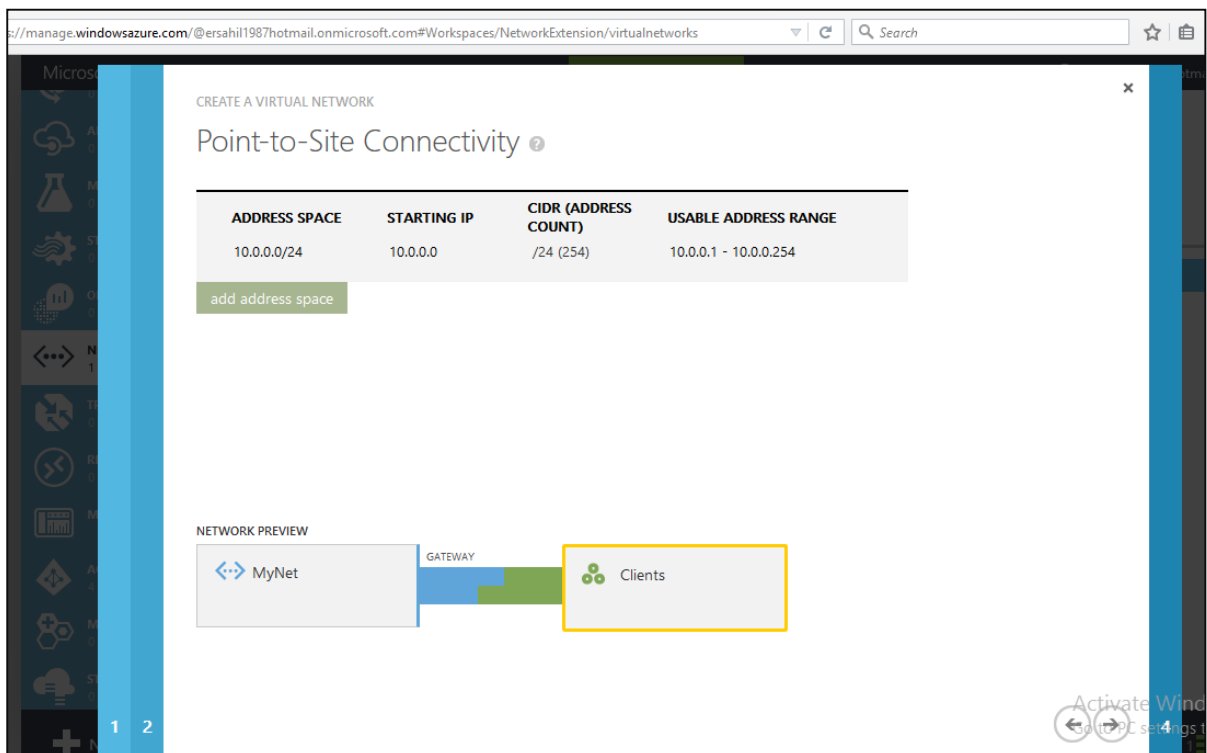 s://manage.windowsazure.com/@ersahil1987hotmail.onmicrosoft.com#Workspaces/NetworkExtension/virtualnetworks
Search
CREATE A VIRTUAL NETWORK
Point-to-Site Connectivity
ADDRESS SPACE STARTING IP CIDR (ADDRESS COUNT) USABLE ADDRESS RANGE
10.0.0.0/24 10.0.0.0 /24 (254) 10.0.0.1 - 10.0.0.254
add address space
NETWORK PREVIEW
MyNet
GATEWAY
Clients
1 2
4